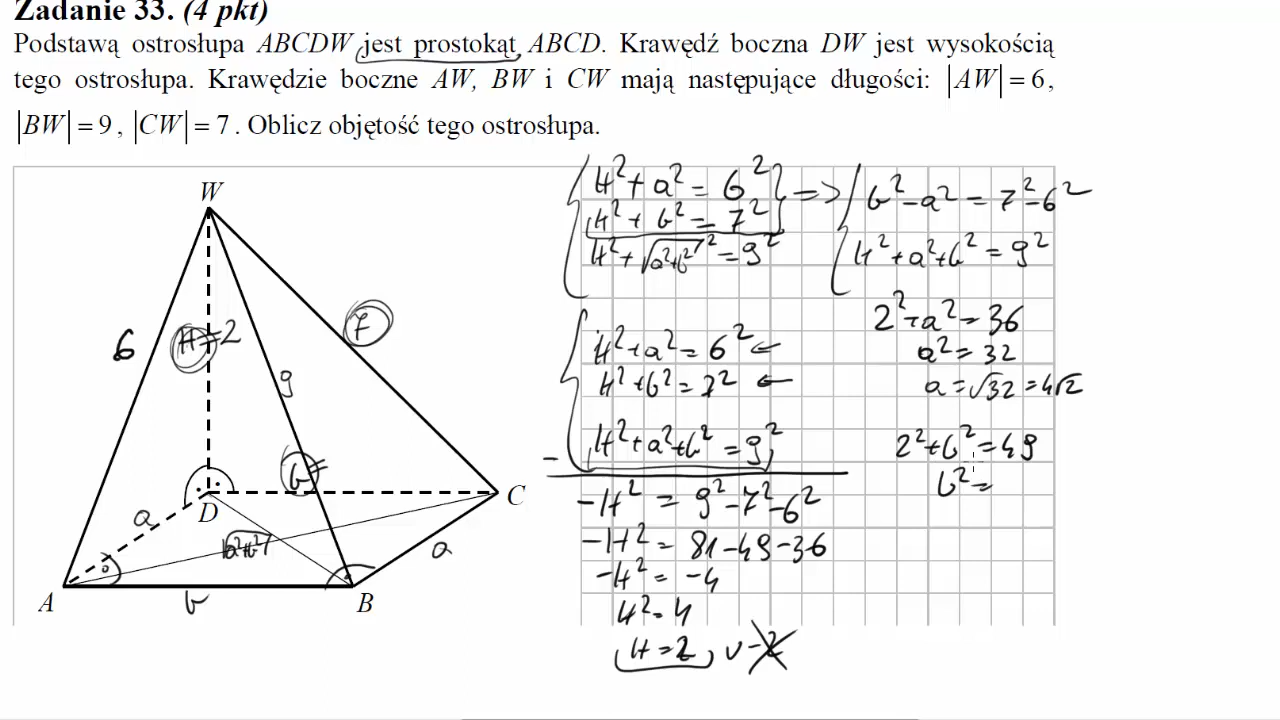 Zadanie 33. (4 pkt)
Podstawą ostrosłupa ABCDW jest prostokąt ABCD. Krawędź boczna DW jest wysokością
tego ostrosłupa. Krawędzie boczne AW, BW i CW mają następujące długości: |AW| = 6,
|BW| = 9, |CW| = 7. Oblicz objętość tego ostrosłupa.
W
6
H=2
7
9
b=
D
C
a
√a²+b²
a
A
b
B
H² + a² = 6²
H² + b² = 7²
H² + √a²+b²² = 9²
=>
b² - a² = 7² - 6²
H² + a² + b² = 9²
H² + a² = 6² ←
H² + b² = 7² ←
H² + a² + b² = 9²
-
-H² = 9² - 7² - 6²
-H² = 81 - 49 - 36
-H² = -4
H² = 4
H = 2 v -2
2² + a² = 36
a² = 32
a = √32 = 4√2
2² + b² = 49
b² =